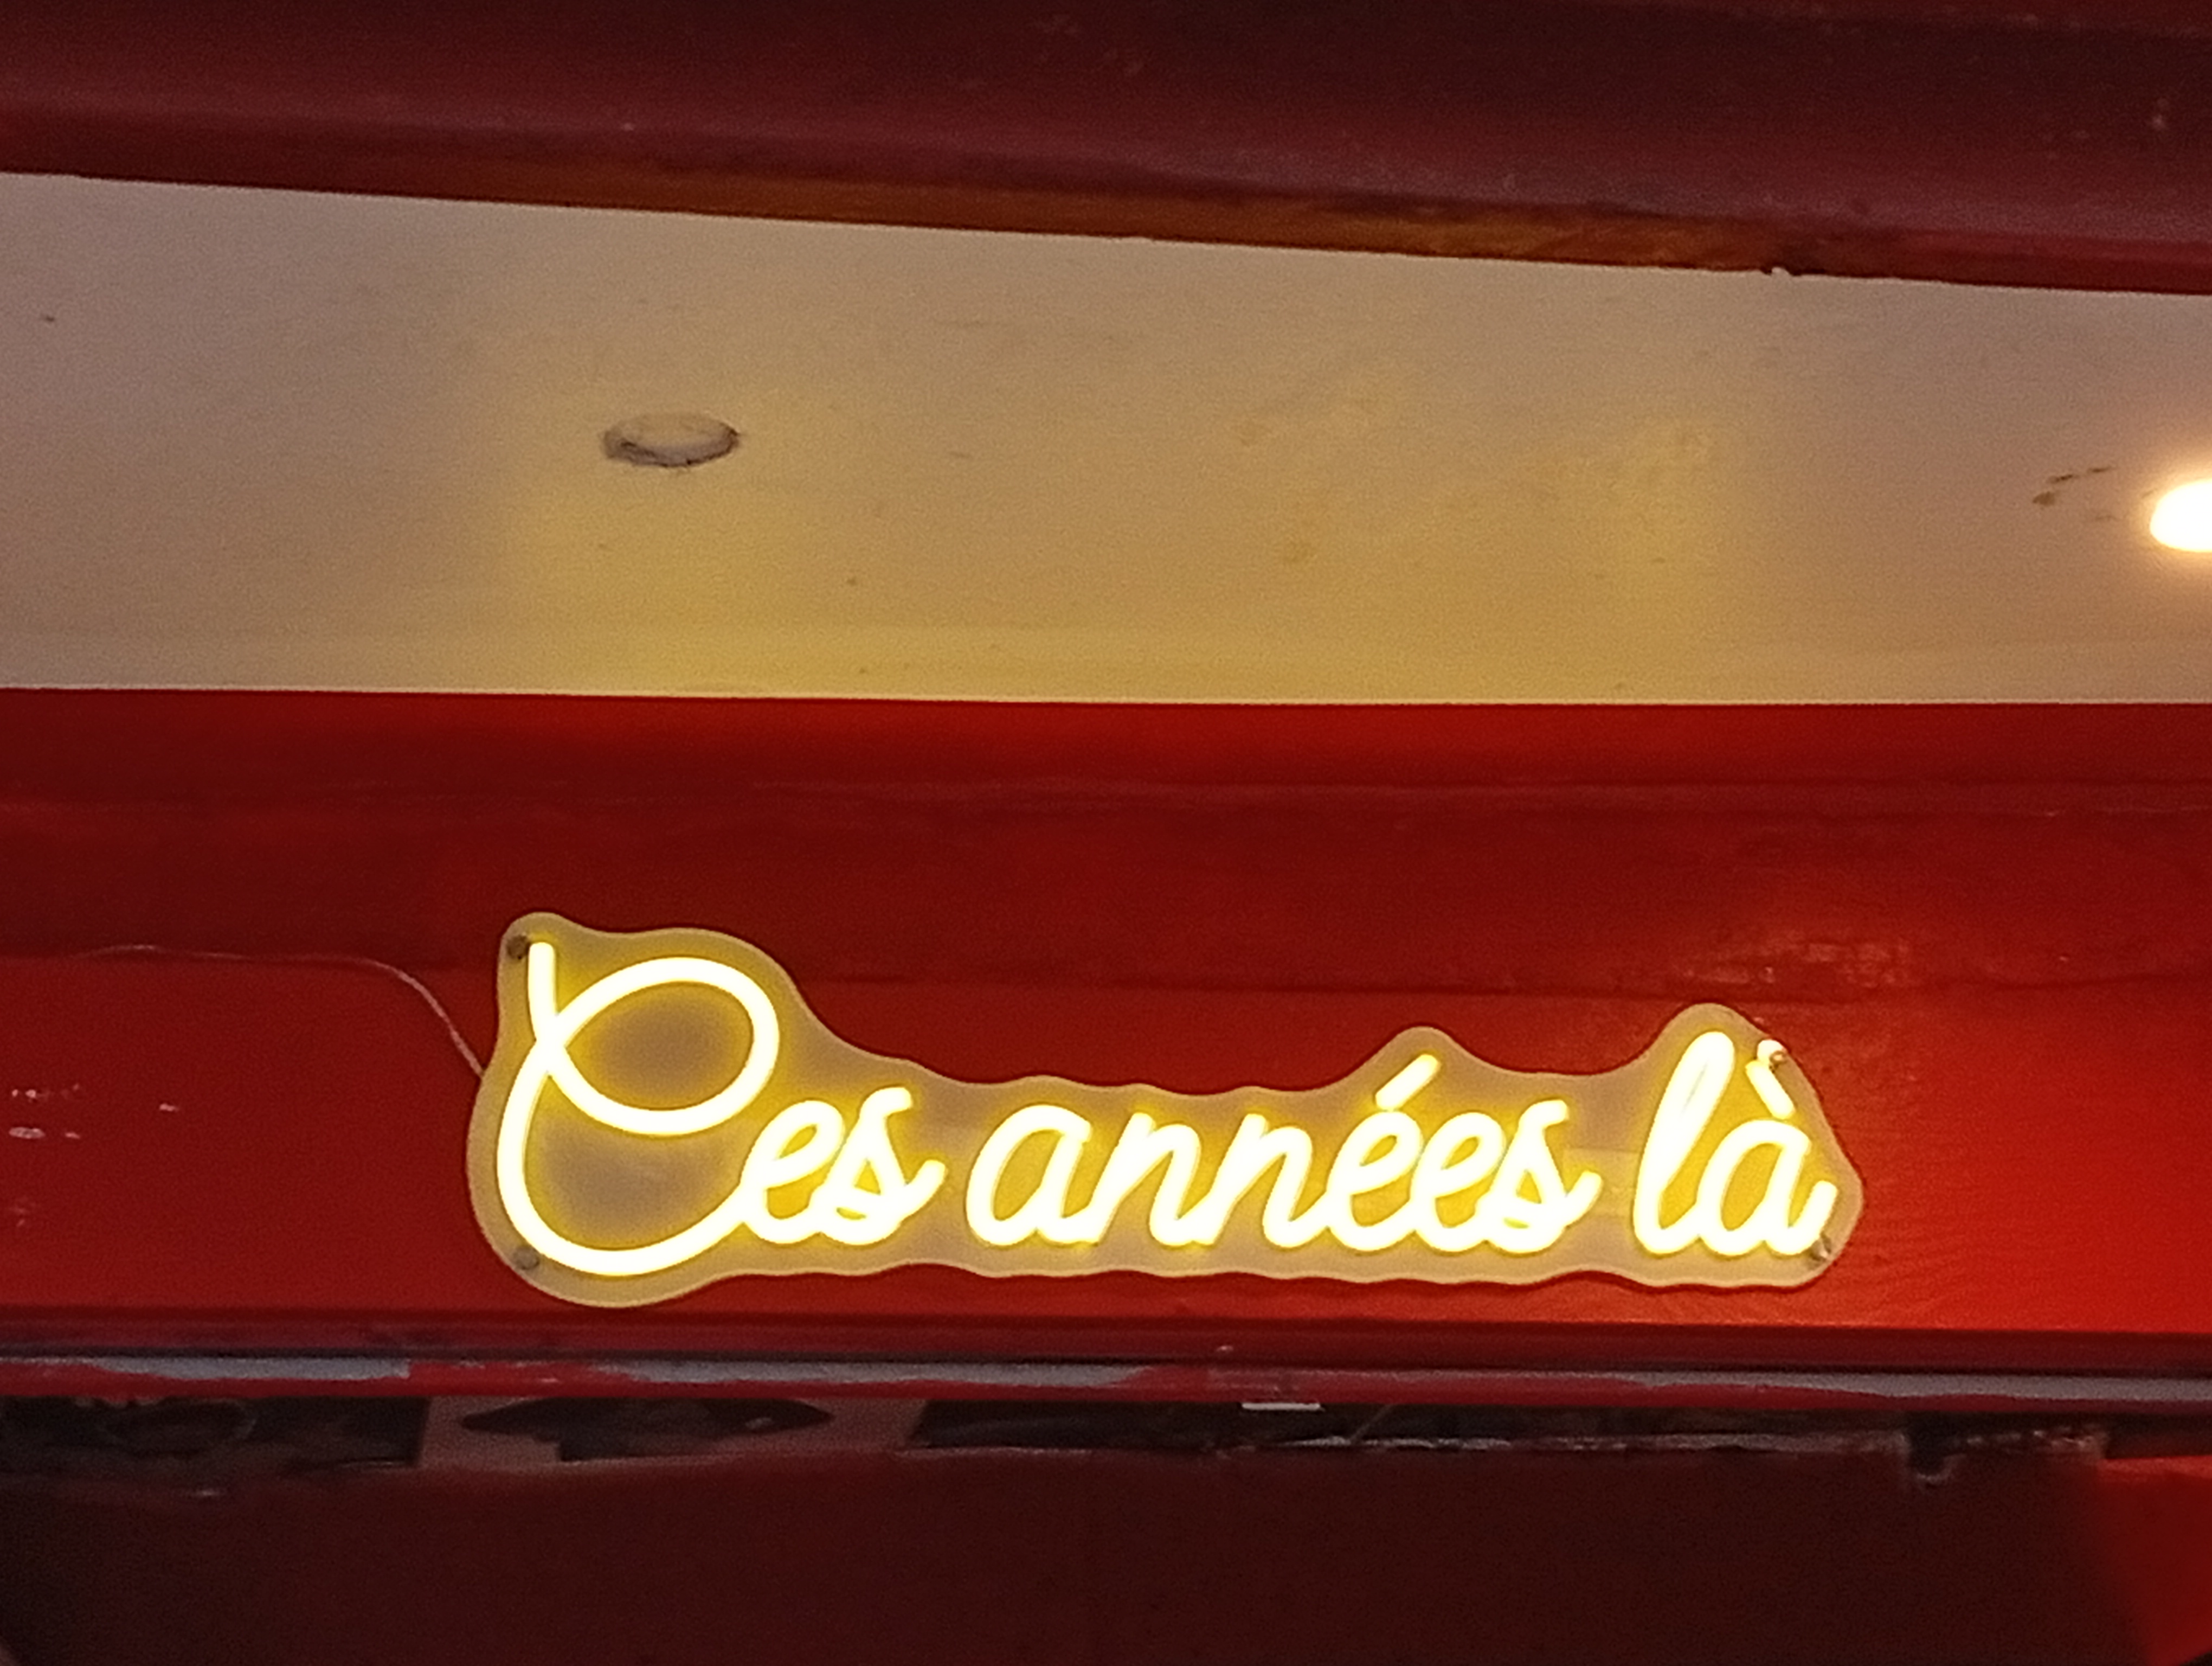 Ces années là